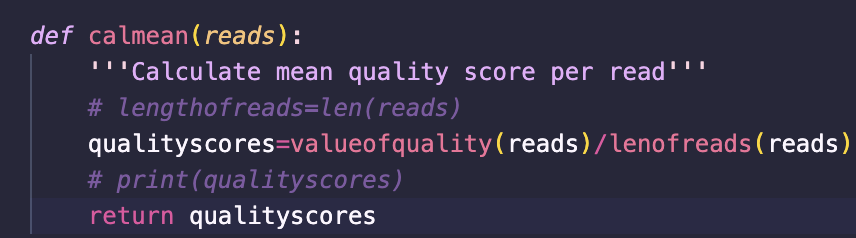 def calmean(reads):
    '''Calculate mean quality score per read'''
    # lengthofreads=len(reads)
    qualityscores=valueofquality(reads)/lenofreads(reads)
    # print(qualityscores)
    return qualityscores